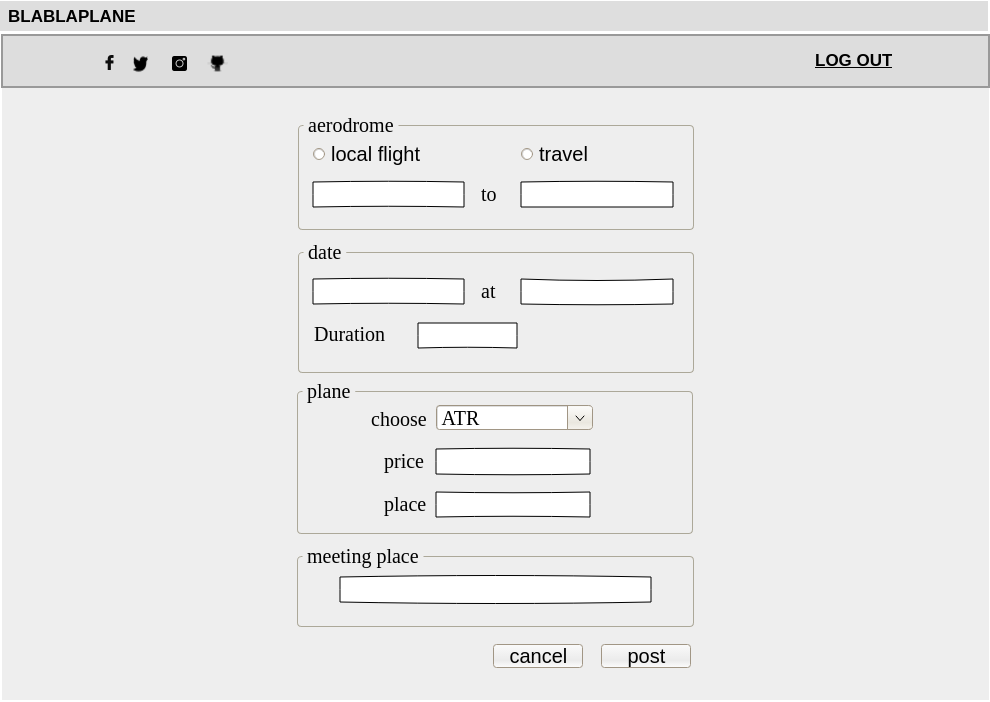 BLABLAPLANE
LOG OUT
aerodrome
local flight travel
to
date
at
Duration
plane
choose ATR
price
place
meeting place
cancel post